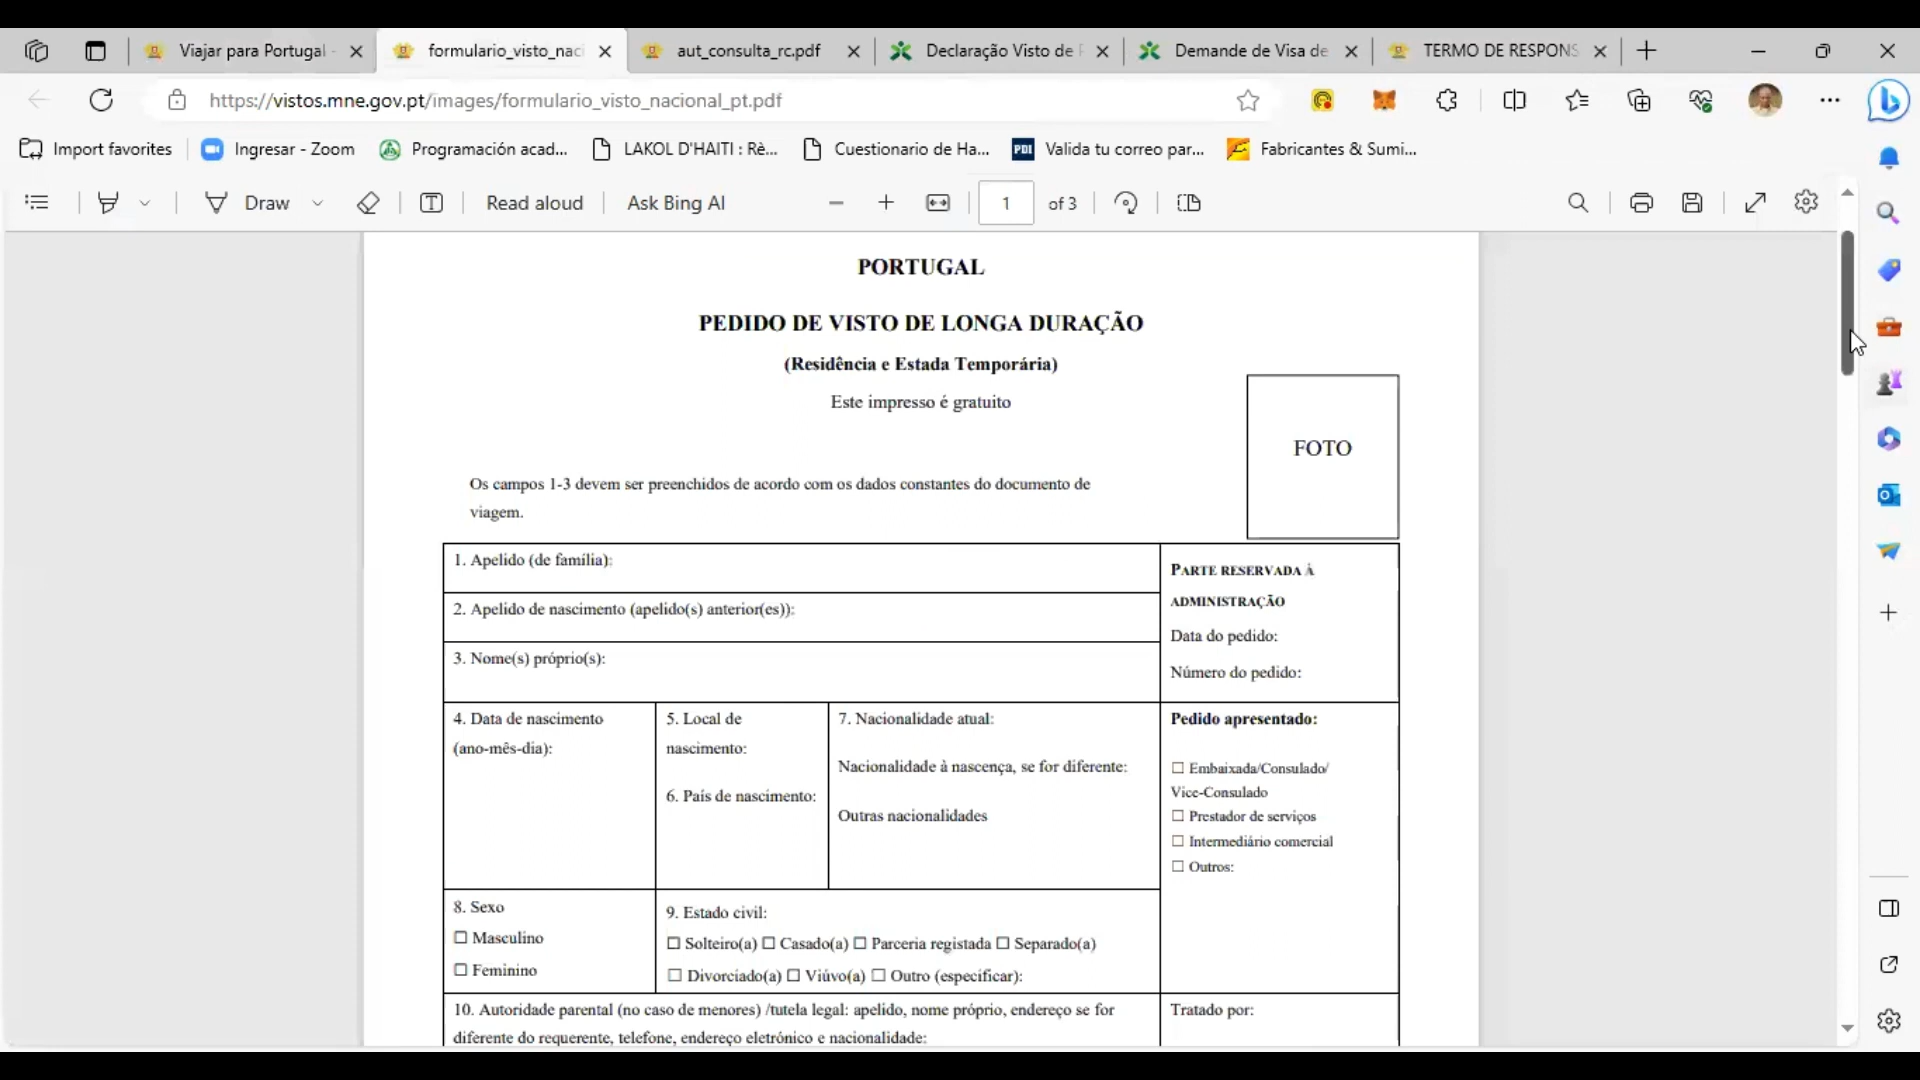 Viajar para Portugal
formulario_visto_naci
aut_consulta_rc.pdf
Declaração Visto de
Demande de Visa de
TERMO DE RESPONS
https://vistos.mne.gov.pt/images/formulario_visto_nacional_pt.pdf
Import favorites
Ingresar - Zoom
Programación acad...
LAKOL D'HAITI : Rè...
Cuestionario de Ha...
PDI
Valida tu correo par...
Fabricantes & Sumi...
Draw
Read aloud
Ask Bing AI
1
of 3
PORTUGAL
PEDIDO DE VISTO DE LONGA DURAÇÃO
(Residência e Estada Temporária)
Este impresso é gratuito
FOTO
Os campos 1-3 devem ser preenchidos de acordo com os dados constantes do documento de
viagem.
1. Apelido (de família):
2. Apelido de nascimento (apelido(s) anterior(es)):
3. Nome(s) próprio(s):
PARTE RESERVADA À
ADMINISTRAÇÃO
Data do pedido:
Número do pedido:
4. Data de nascimento
(ano-mês-dia):
5. Local de
nascimento:
6. País de nascimento:
7. Nacionalidade atual:
Nacionalidade à nascença, se for diferente:
Outras nacionalidades
Pedido apresentado:
☐ Embaixada/Consulado/
Vice-Consulado
☐ Prestador de serviços
☐ Intermediário comercial
☐ Outros:
8. Sexo
☐ Masculino
☐ Feminino
9. Estado civil:
☐ Solteiro(a) ☐ Casado(a) ☐ Parceria registada ☐ Separado(a)
☐ Divorciado(a) ☐ Viúvo(a) ☐ Outro (especificar):
10. Autoridade parental (no caso de menores) /tutela legal: apelido, nome próprio, endereço se for
diferente do requerente, telefone, endereço eletrónico e nacionalidade:
Tratado por: